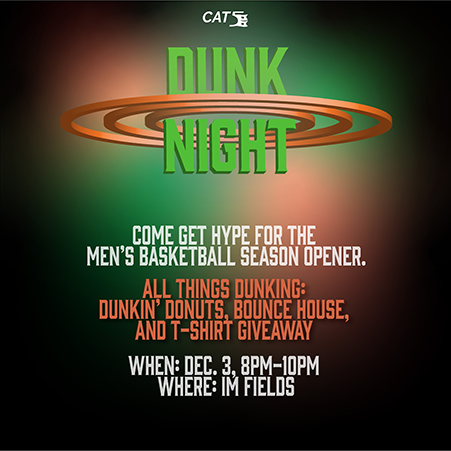 CAT
DUNK
NIGHT
COME GET HYPE FOR THE
MEN'S BASKETBALL SEASON OPENER.
ALL THINGS DUNKING:
DUNKIN' DONUTS, BOUNCE HOUSE,
AND T-SHIRT GIVEAWAY
WHEN: DEC. 3, 8PM-10PM
WHERE: IM FIELDS